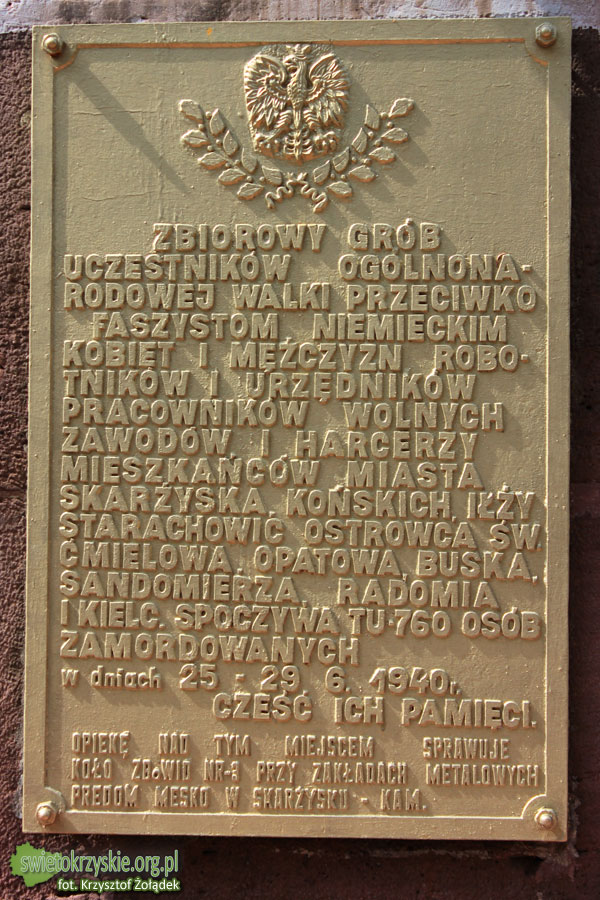 ZBIOROWY GRÓB
UCZESTNIKÓW OGÓLNONA-
RODOWEJ WALKI PRZECIWKO
FASZYSTOM NIEMIECKIM
KOBIET I MĘŻCZYZN ROBO-
TNIKÓW I URZĘDNIKÓW
PRACOWNIKÓW WOLNYCH
ZAWODÓW I HARCERZY
MIESZKAŃCÓW MIASTA
SKARŻYSKA, KOŃSKICH, IŁŻY
STARACHOWIC OSTROWCA ŚW.
ĆMIELOWA, OPATOWA, BUSKA,
SANDOMIERZA, RADOMIA
I KIELC. SPOCZYWA TU-760 OSÓB
ZAMORDOWANYCH
w dniach 25 - 29 6. 1940r.
CZEŚĆ ICH PAMIĘCI.
OPIEKĘ NAD TYM MIEJSCEM SPRAWUJE
KOŁO ZBoWID NR-3 PRZY ZAKŁADACH METALOWYCH
PREDOM MESKO W SKARŻYSKU - KAM.
swietokrzyskie.org.pl
fot. Krzysztof Żołądek